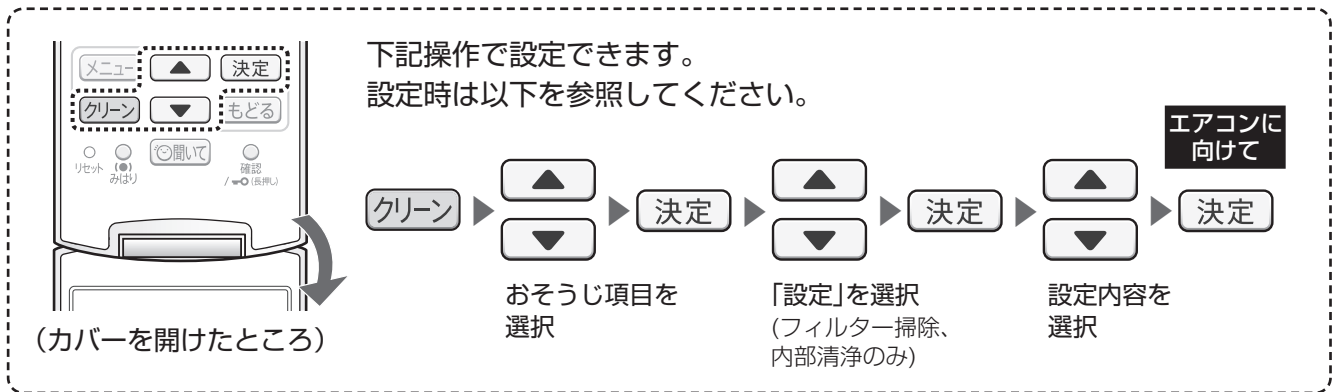 メニュー
▲
決定
クリーン
▼
もどる
リセット
みはり
聞いて
確認
/ (長押し)
(カバーを開けたところ)
下記操作で設定できます。
設定時は以下を参照してください。
クリーン
▲
▼
おそうじ項目を
選択
決定
▲
▼
「設定」を選択
(フィルター掃除、
内部清浄のみ)
決定
▲
▼
設定内容を
選択
エアコンに
向けて
決定